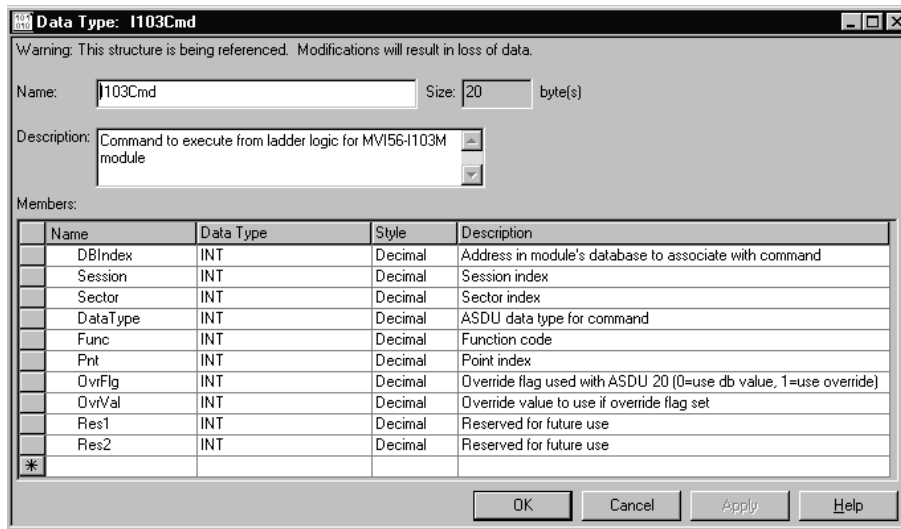 Data Type: I103Cmd
Warning: This structure is being referenced. Modifications will result in loss of data.
Name: I103Cmd Size: 20 byte(s)
Description: Command to execute from ladder logic for MVI56-I103M
module
Members:
Name Data Type Style Description
DBIndex INT Decimal Address in module's database to associate with command
Session INT Decimal Session index
Sector INT Decimal Sector index
DataType INT Decimal ASDU data type for command
Func INT Decimal Function code
Pnt INT Decimal Point index
OvrFlg INT Decimal Override flag used with ASDU 20 (0=use db value, 1=use override)
OvrVal INT Decimal Override value to use if override flag set
Res1 INT Decimal Reserved for future use
Res2 INT Decimal Reserved for future use
OK Cancel Apply Help